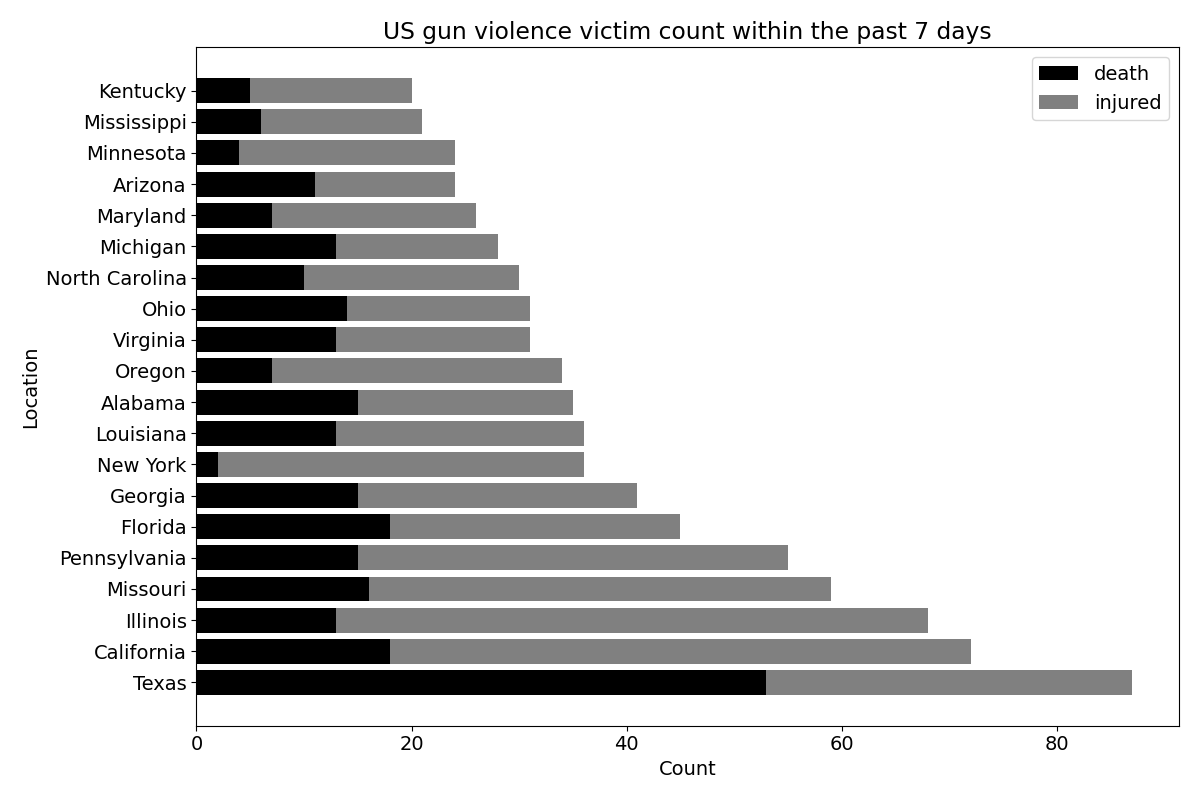 US gun violence victim count within the past 7 days
death
injured
Kentucky
Mississippi
Minnesota
Arizona
Maryland
Michigan
North Carolina
Ohio
Virginia
Oregon
Alabama
Louisiana
New York
Georgia
Florida
Pennsylvania
Missouri
Illinois
California
Texas
Location
0 20 40 60 80
Count